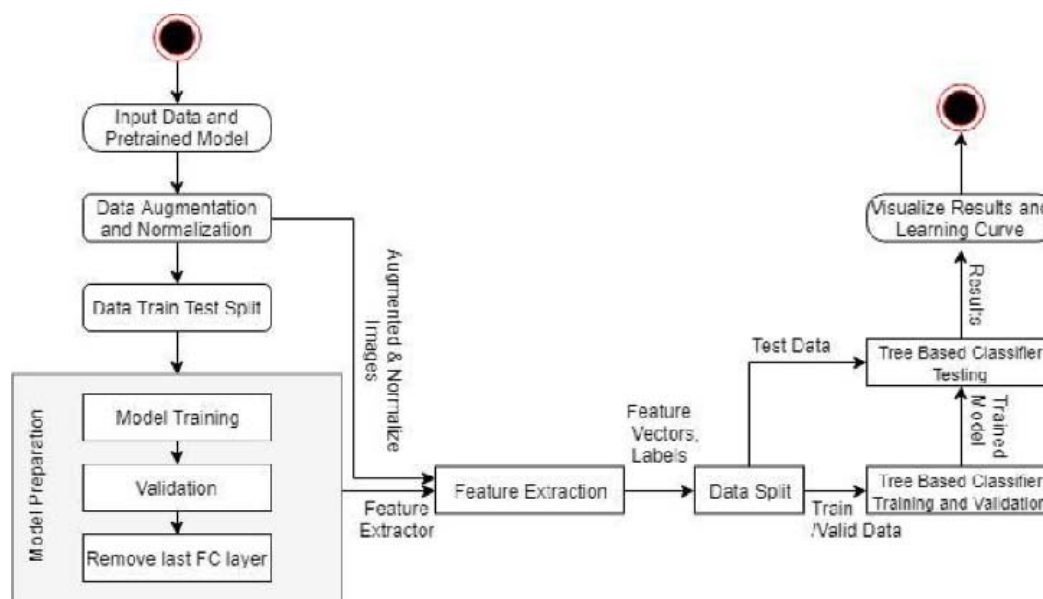 Input Data and
Pretrained Model
Data Augmentation
and Normalization
Data Train Test Split
Augmented & Normalize
Images
Model Preparation
Model Training
Validation
Remove last FC layer
Feature
Extractor
Feature Extraction
Feature
Vectors,
Labels
Data Split
Test Data
Train
/Valid Data
Tree Based Classifier
Training and Validation
Trained
Model
Tree Based Classifier
Testing
Results
Visualize Results and
Learning Curve